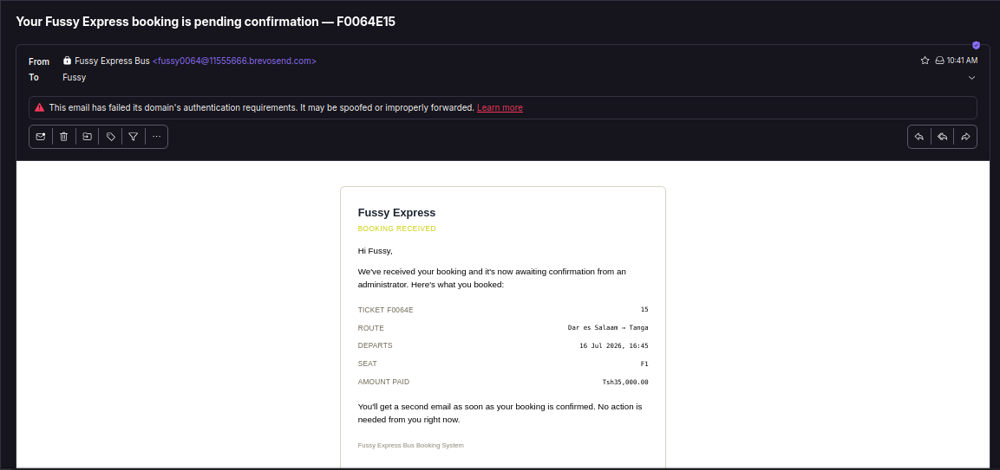 Your Fussy Express booking is pending confirmation — F0064E15
From Fussy Express Bus <fussy0064@11555666.brevosend.com> 10:41 AM
To Fussy
This email has failed its domain's authentication requirements. It may be spoofed or improperly forwarded. Learn more
Fussy Express
BOOKING RECEIVED
Hi Fussy,
We've received your booking and it's now awaiting confirmation from an
administrator. Here's what you booked:
TICKET F0064E 15
ROUTE Dar es Salaam → Tanga
DEPARTS 16 Jul 2026, 16:45
SEAT F1
AMOUNT PAID Tsh35,000.00
You'll get a second email as soon as your booking is confirmed. No action is
needed from you right now.
Fussy Express Bus Booking System